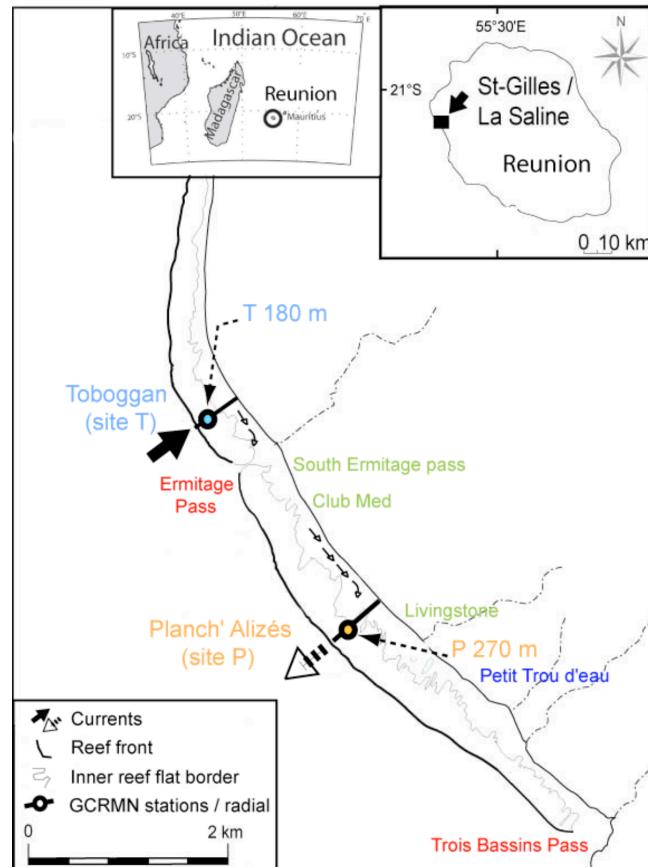 40°E
50°E
60°E
70°E
Africa
Indian Ocean
10°S
Madagascar
Reunion
20°S
Mauritius
55°30'E
N
21°S
St-Gilles /
La Saline
Reunion
0 10 km
T 180 m
Toboggan
(site T)
South Ermitage pass
Ermitage
Pass
Club Med
Livingstone
Planch' Alizés
(site P)
P 270 m
Petit Trou d'eau
Currents
Reef front
Inner reef flat border
GCRMN stations / radial
0 2 km
Trois Bassins Pass